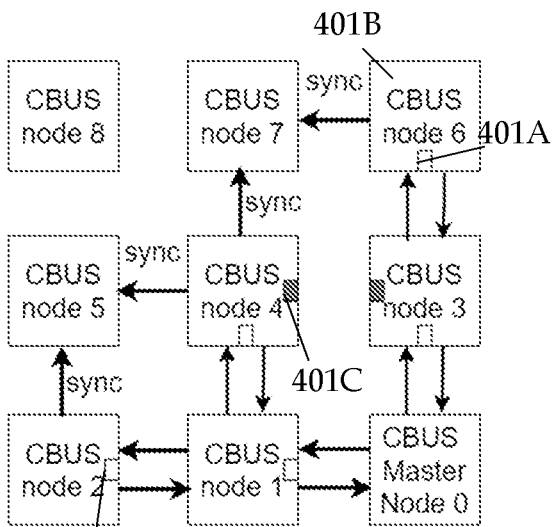 401B
CBUS
node 8
CBUS
node 7
sync
CBUS
node 6
401A
sync
CBUS
node 5
sync
CBUS
node 4
401C
CBUS
node 3
sync
CBUS
node 2
CBUS
node 1
CBUS
Master
Node 0